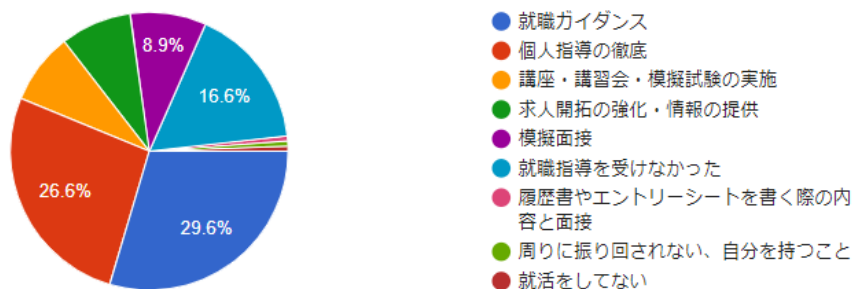 8.9%
16.6%
26.6%
29.6%
就職ガイダンス
個人指導の徹底
講座・講習会・模擬試験の実施
求人開拓の強化・情報の提供
模擬面接
就職指導を受けなかった
履歴書やエントリーシートを書く際の内
容と面接
周りに振り回されない、自分を持つこと
就活をしてない